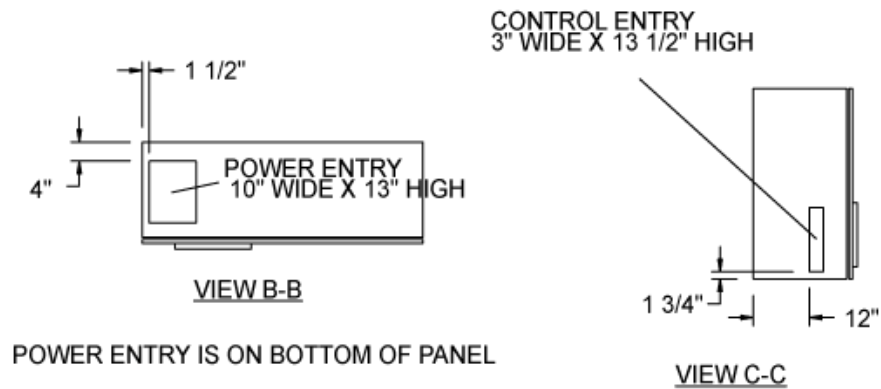 CONTROL ENTRY
3" WIDE X 13 1/2" HIGH
1 1/2"
4"
POWER ENTRY
10" WIDE X 13" HIGH
VIEW B-B
1 3/4"
12"
POWER ENTRY IS ON BOTTOM OF PANEL
VIEW C-C